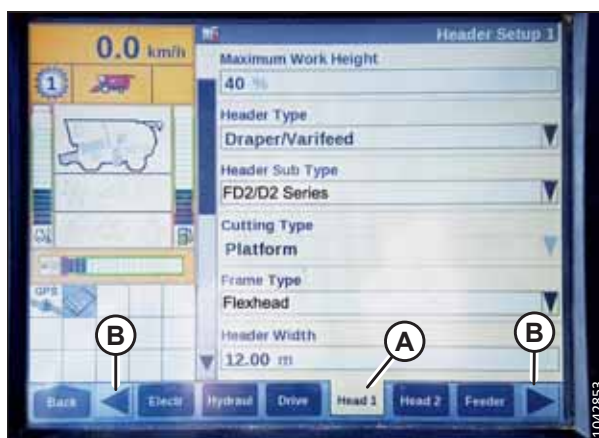 0.0 km/h
Header Setup 1
Maximum Work Height
40 %
1
Header Type
Draper/Varifeed
Header Sub Type
FD2/D2 Series
Cutting Type
Platform
Frame Type
Flexhead
GPS
Header Width
12.00 m
B
A
B
Back
Electr
Hydraul
Drive
Head 1
Head 2
Feeder
1042853